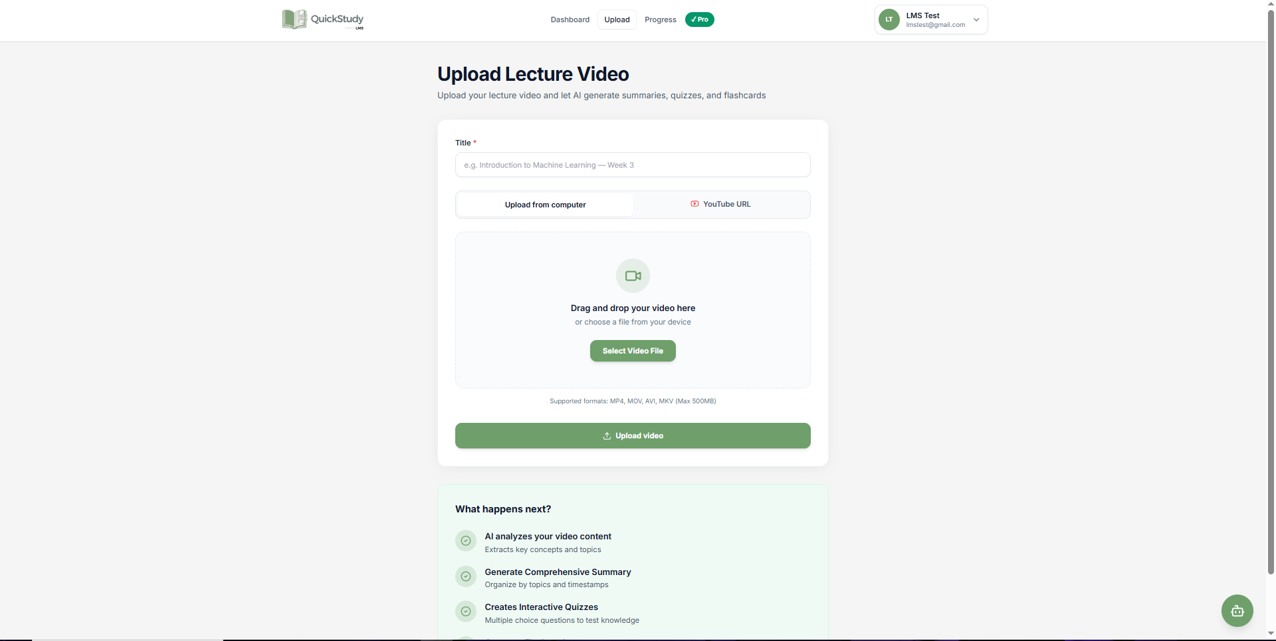 QuickStudy
LMS
Dashboard
Upload
Progress
✓ Pro
LT
LMS Test
lmstest@gmail.com
Upload Lecture Video
Upload your lecture video and let AI generate summaries, quizzes, and flashcards
Title *
e.g. Introduction to Machine Learning — Week 3
Upload from computer
YouTube URL
Drag and drop your video here
or choose a file from your device
Select Video File
Supported formats: MP4, MOV, AVI, MKV (Max 500MB)
Upload video
What happens next?
AI analyzes your video content
Extracts key concepts and topics
Generate Comprehensive Summary
Organize by topics and timestamps
Creates Interactive Quizzes
Multiple choice questions to test knowledge